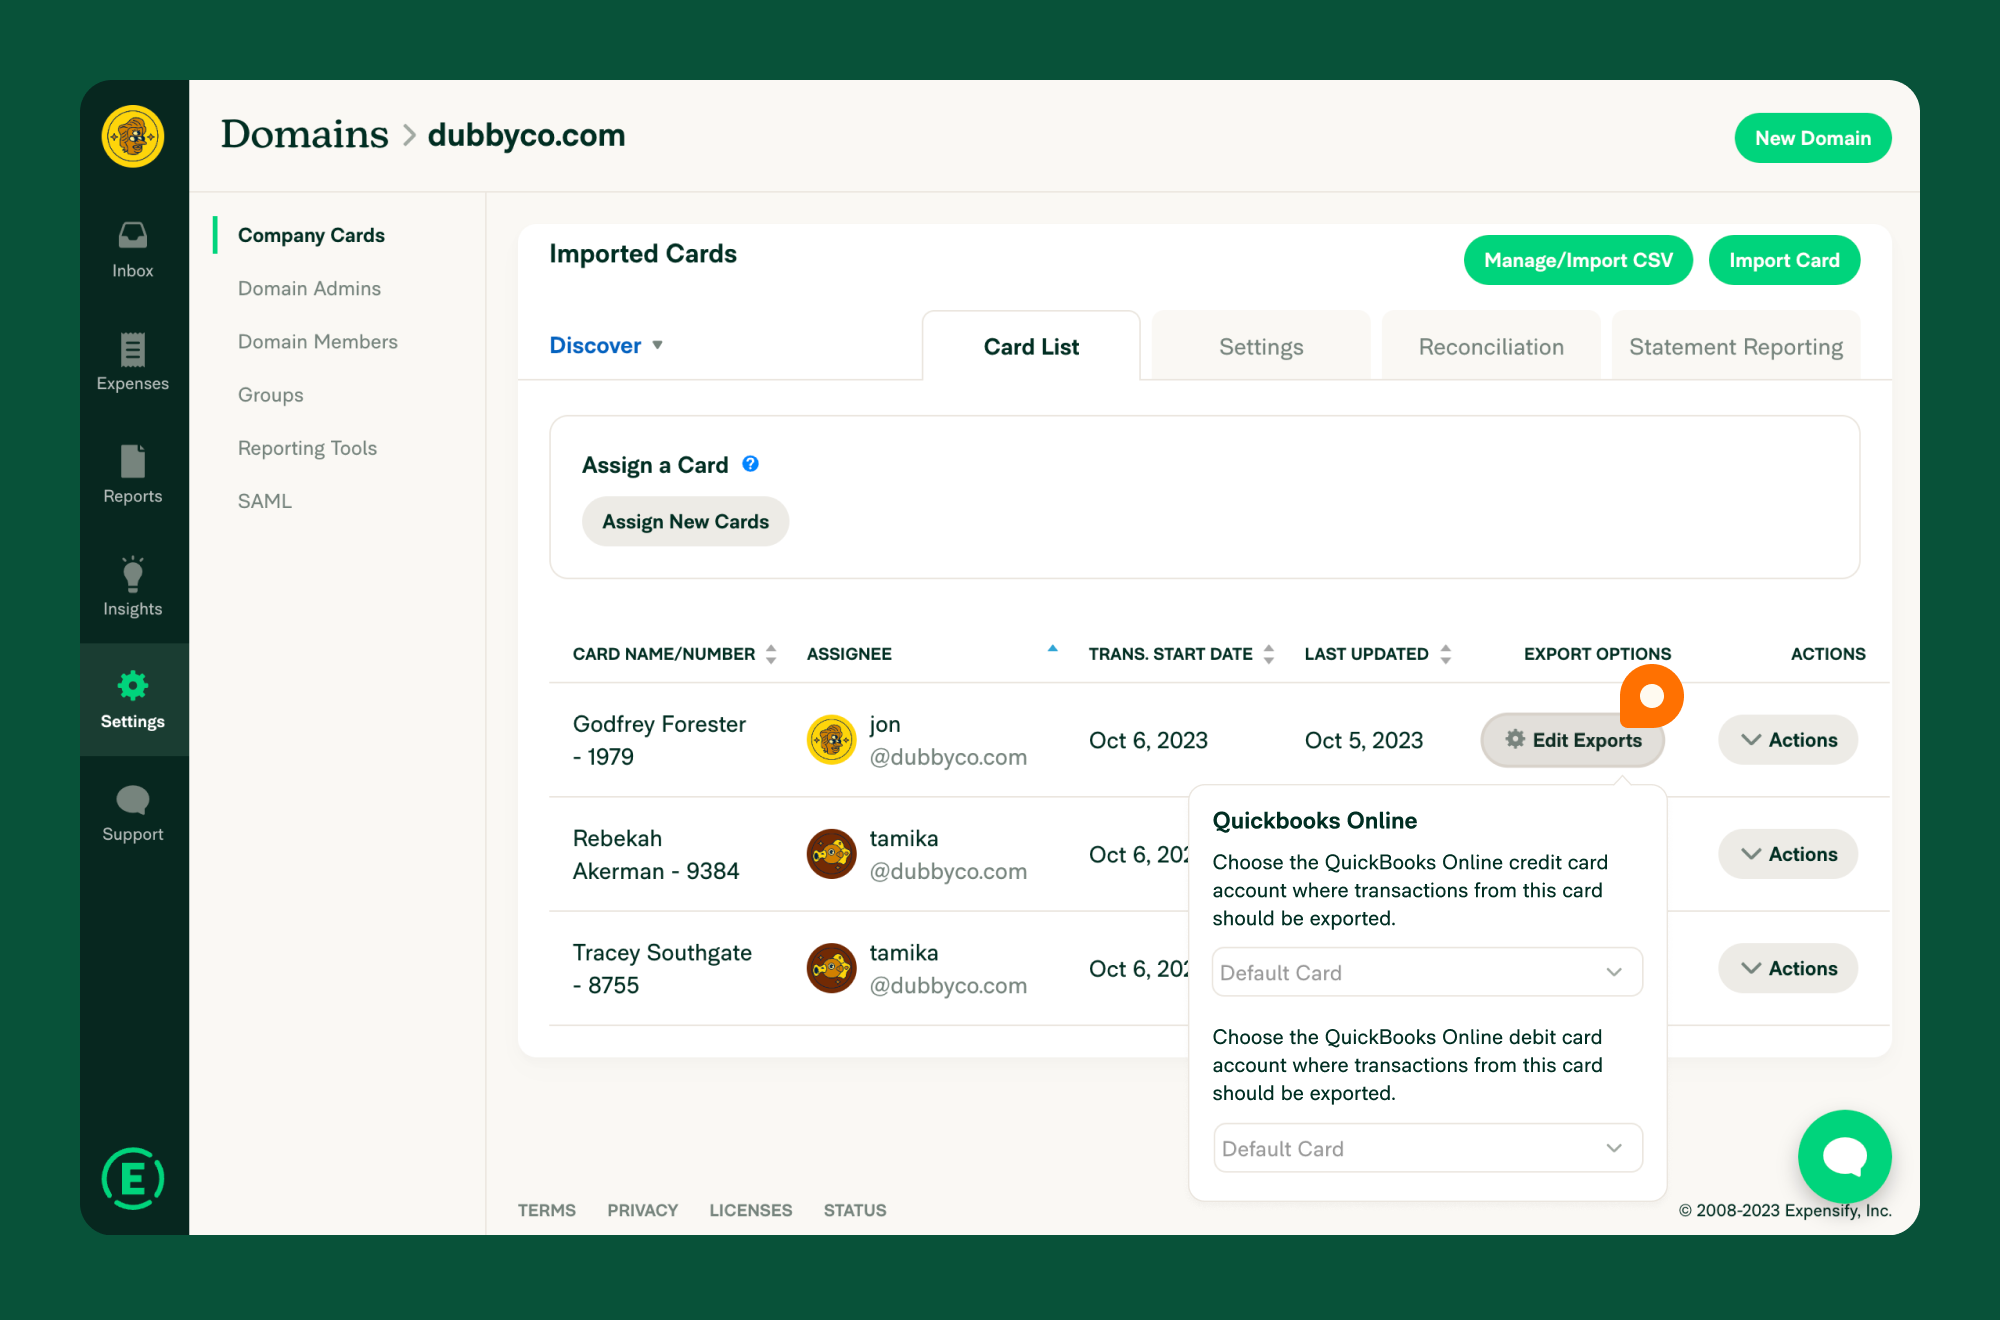 Domains > dubbyco.com
New Domain
Inbox
Expenses
Reports
Insights
Settings
Support
E
Company Cards
Domain Admins
Domain Members
Groups
Reporting Tools
SAML
Imported Cards
Manage/Import CSV
Import Card
Discover
Card List
Settings
Reconciliation
Statement Reporting
Assign a Card ?
Assign New Cards
CARD NAME/NUMBER ASSIGNEE TRANS. START DATE LAST UPDATED EXPORT OPTIONS ACTIONS
Godfrey Forester
- 1979
jon
@dubbyco.com
Oct 6, 2023
Oct 5, 2023
Edit Exports
Actions
Rebekah
Akerman - 9384
tamika
@dubbyco.com
Oct 6, 202
Actions
Tracey Southgate
- 8755
tamika
@dubbyco.com
Oct 6, 202
Actions
Quickbooks Online
Choose the QuickBooks Online credit card
account where transactions from this card
should be exported.
Default Card
Choose the QuickBooks Online debit card
account where transactions from this card
should be exported.
Default Card
TERMS PRIVACY LICENSES STATUS
© 2008-2023 Expensify, Inc.